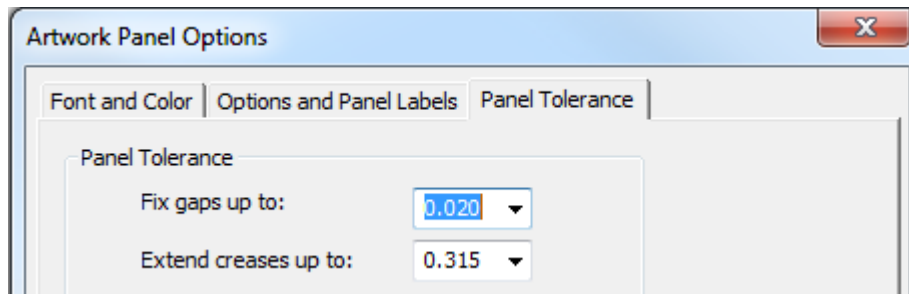 Artwork Panel Options
Font and Color Options and Panel Labels Panel Tolerance
Panel Tolerance
Fix gaps up to: 0.020
Extend creases up to: 0.315